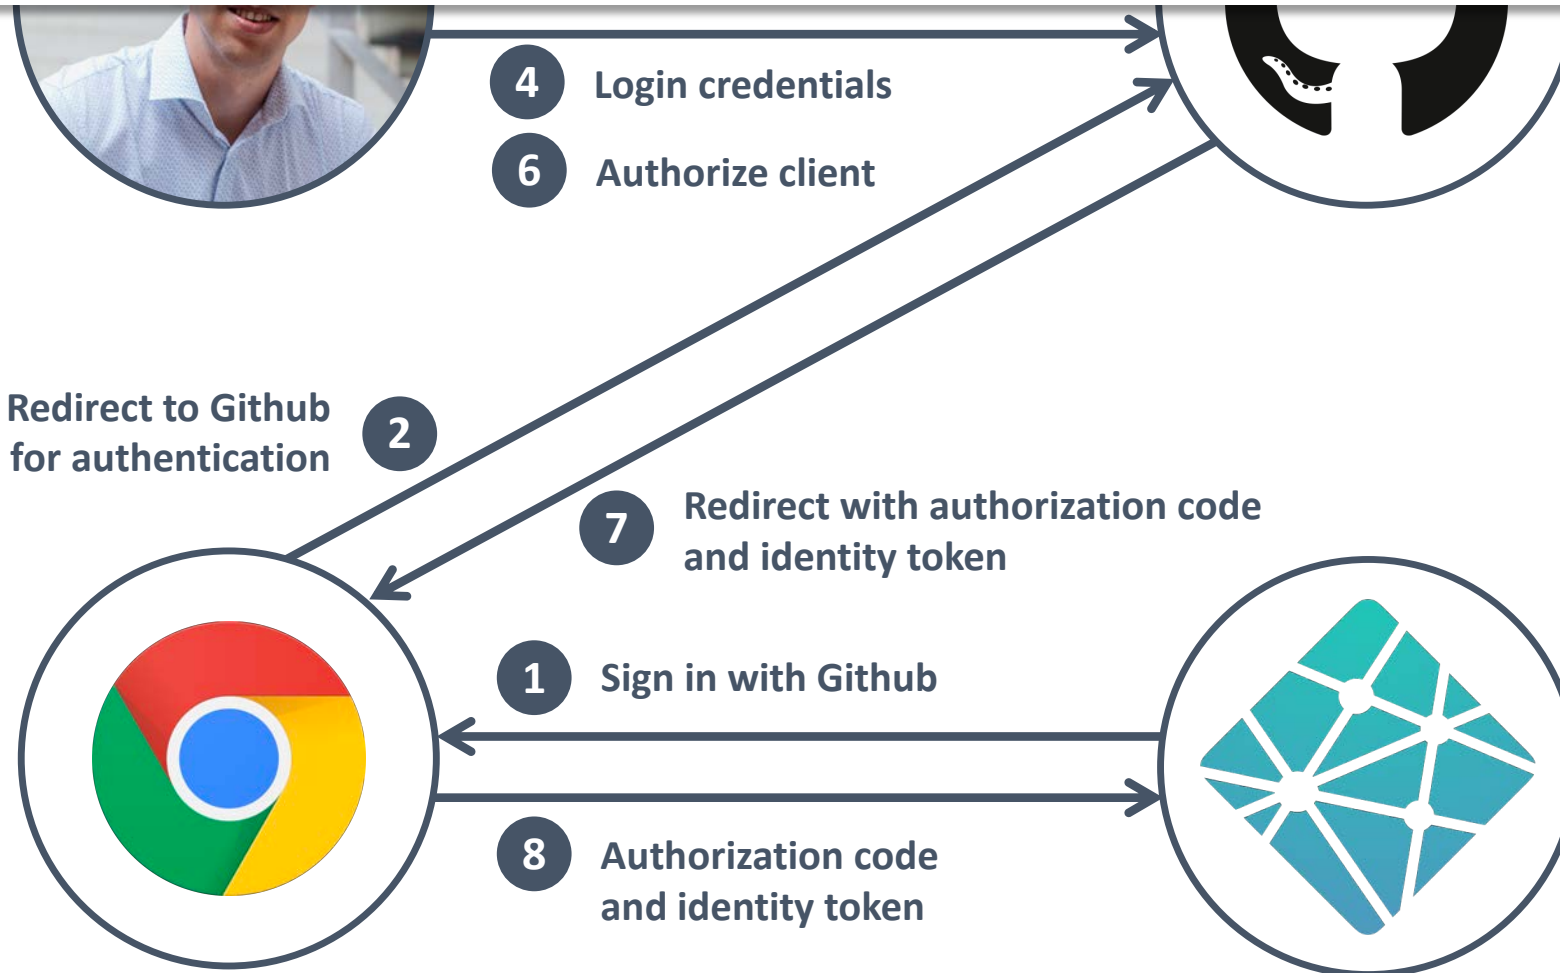 4 Login credentials
6 Authorize client
Redirect to Github
for authentication
2
7
Redirect with authorization code
and identity token
1 Sign in with Github
8
Authorization code
and identity token